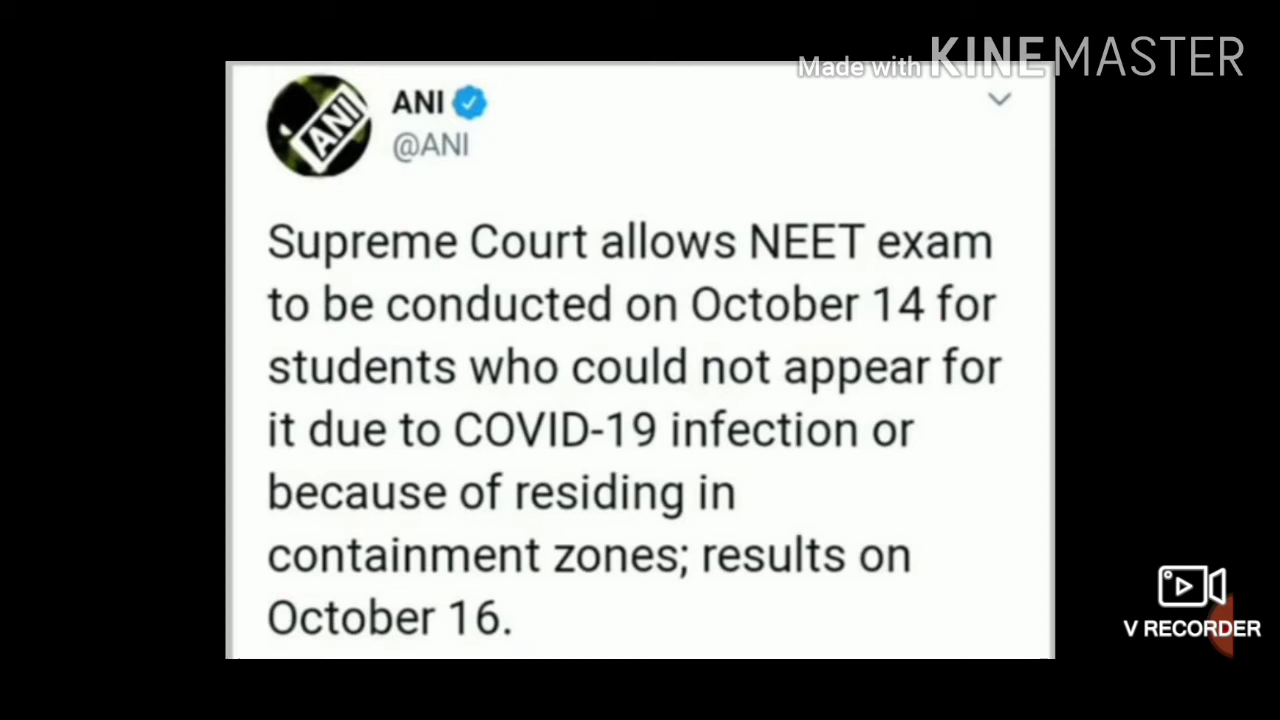 Made with KINEMASTER
ANI
ANI
@ANI
Supreme Court allows NEET exam
to be conducted on October 14 for
students who could not appear for
it due to COVID-19 infection or
because of residing in
containment zones; results on
October 16.
V RECORDER